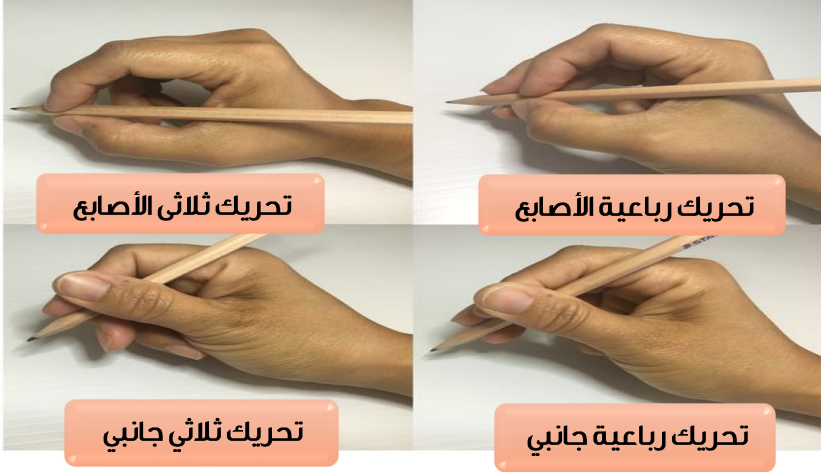 تحريك رباعية الأصابع
تحريك ثلاثى الأصابع
تحريك رباعية جانبي
تحريك ثلاثي جانبي